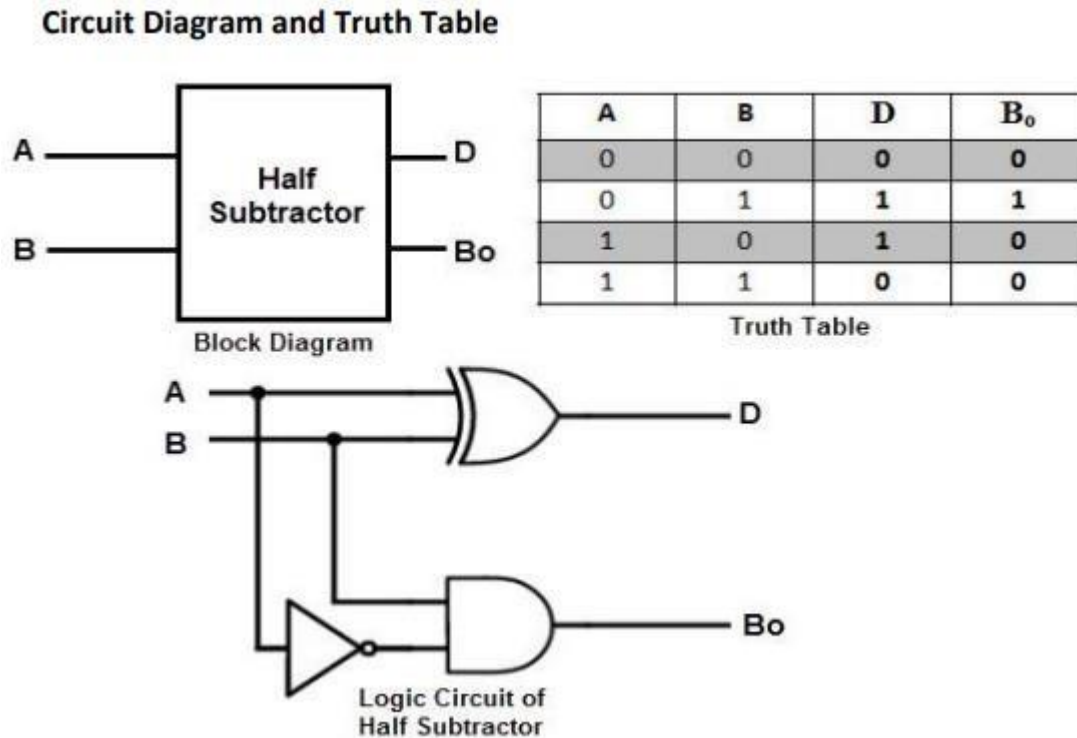 Circuit Diagram and Truth Table
A
B
Half
Subtractor
D
Bo
Block Diagram
A B D B₀
0 0 0 0
0 1 1 1
1 0 1 0
1 1 0 0
Truth Table
A
B
D
Bo
Logic Circuit of
Half Subtractor